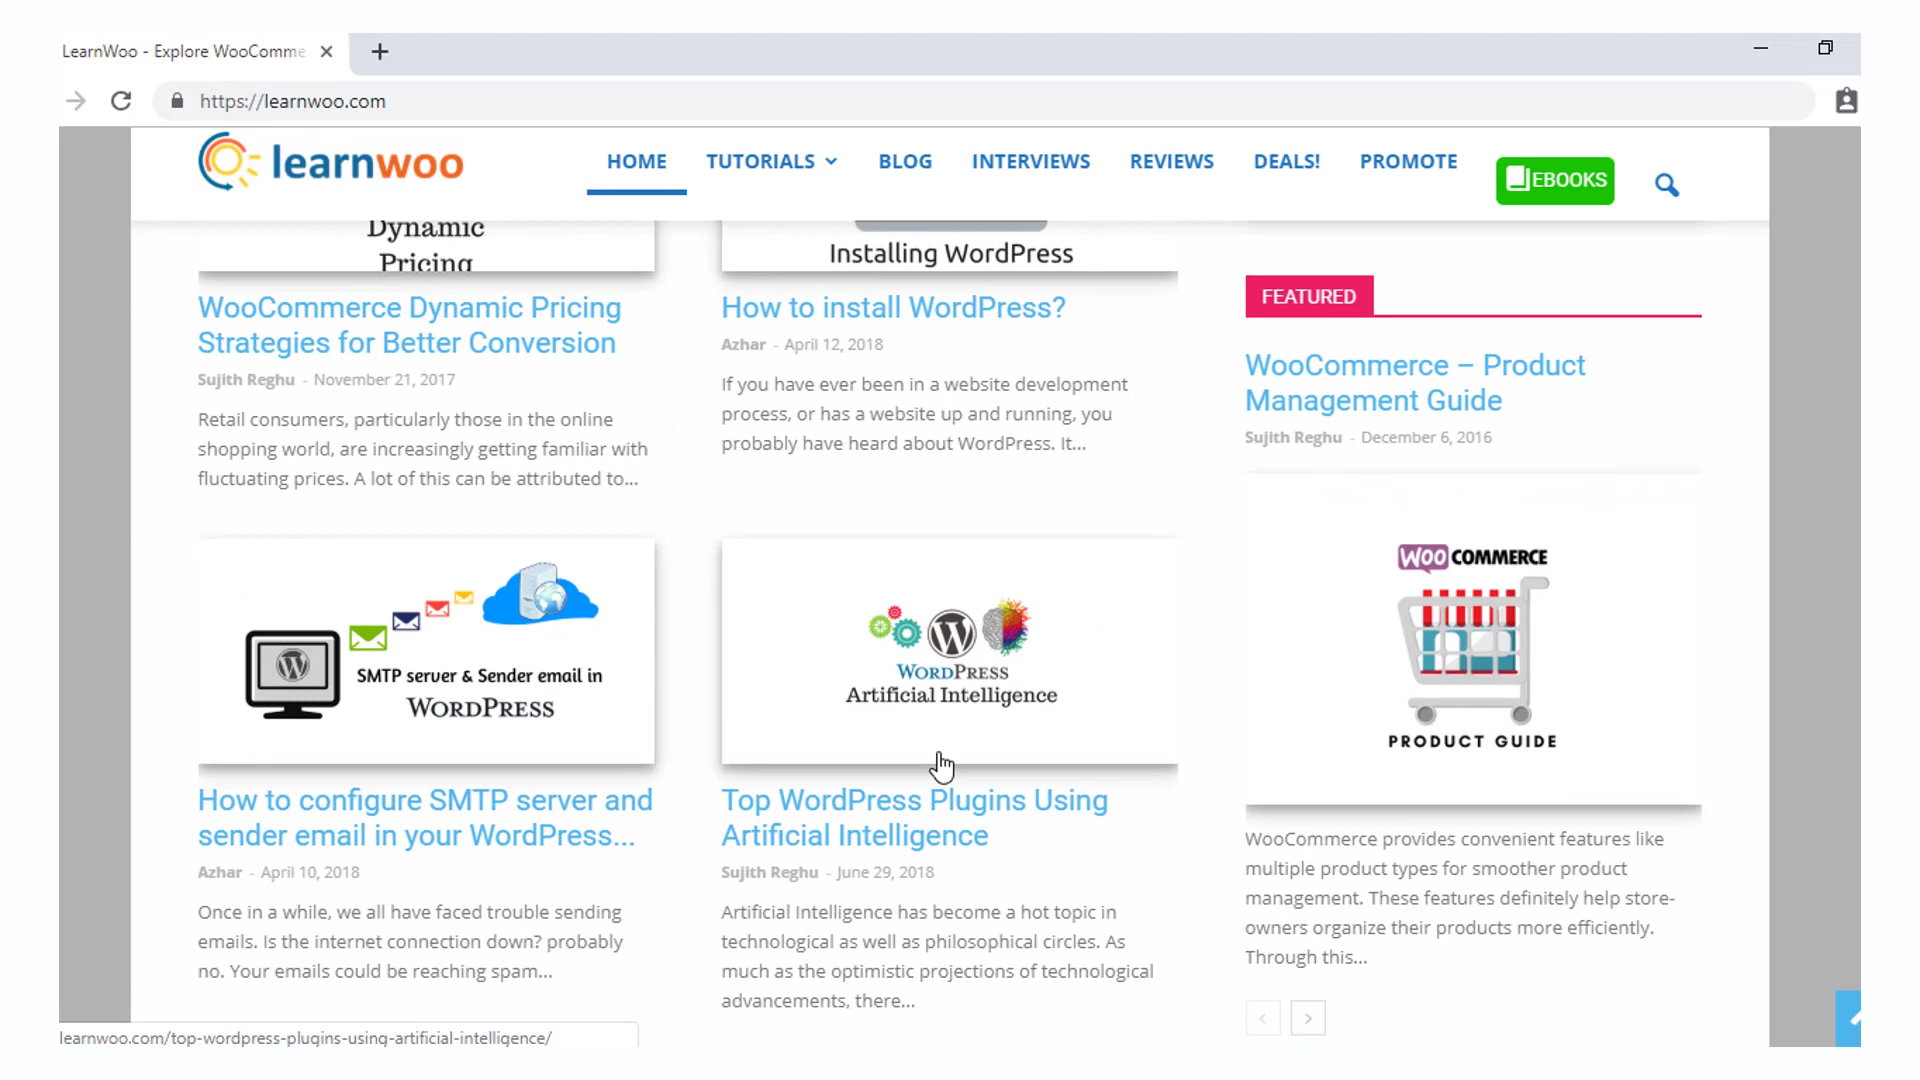 LearnWoo - Explore WooComme
https://learnwoo.com
learnwoo
HOME
TUTORIALS
BLOG
INTERVIEWS
REVIEWS
DEALS!
PROMOTE
EBOOKS
Dynamic
Pricing
WooCommerce Dynamic Pricing
Strategies for Better Conversion
Sujith Reghu - November 21, 2017
Retail consumers, particularly those in the online
shopping world, are increasingly getting familiar with
fluctuating prices. A lot of this can be attributed to...
Installing WordPress
How to install WordPress?
Azhar - April 12, 2018
If you have ever been in a website development
process, or has a website up and running, you
probably have heard about WordPress. It...
SMTP server & Sender email in
WORDPRESS
How to configure SMTP server and
sender email in your WordPress...
Azhar - April 10, 2018
Once in a while, we all have faced trouble sending
emails. Is the internet connection down? probably
no. Your emails could be reaching spam...
WORDPRESS
Artificial Intelligence
Top WordPress Plugins Using
Artificial Intelligence
Sujith Reghu - June 29, 2018
Artificial Intelligence has become a hot topic in
technological as well as philosophical circles. As
much as the optimistic projections of technological
advancements, there...
FEATURED
WooCommerce – Product
Management Guide
Sujith Reghu - December 6, 2016
WOO COMMERCE
PRODUCT GUIDE
WooCommerce provides convenient features like
multiple product types for smoother product
management. These features definitely help store-
owners organize their products more efficiently.
Through this...
learnwoo.com/top-wordpress-plugins-using-artificial-intelligence/